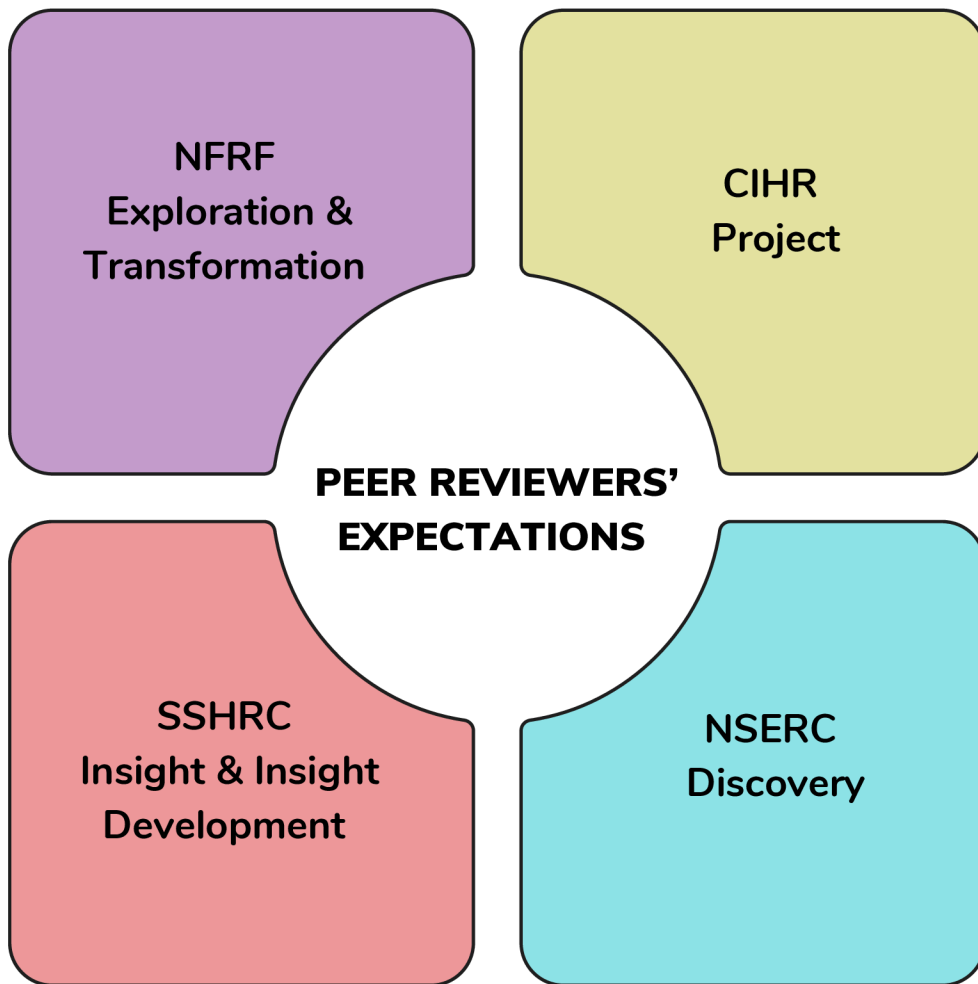 NFRF
Exploration &
Transformation
CIHR
Project
PEER REVIEWERS’
EXPECTATIONS
SSHRC
Insight & Insight
Development
NSERC
Discovery